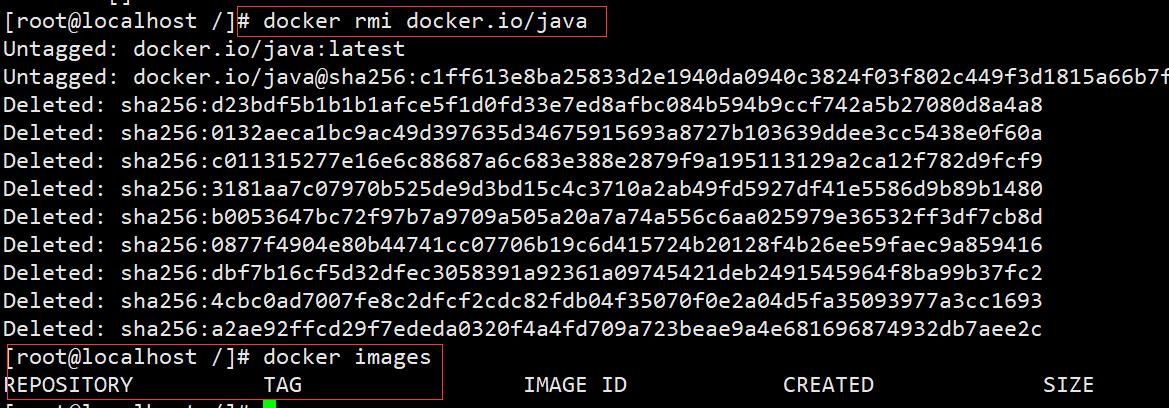 [root@localhost /]# docker rmi docker.io/java
Untagged: docker.io/java:latest
Untagged: docker.io/java@sha256:c1ff613e8ba25833d2e1940da0940c3824f03f802c449f3d1815a66b7f
Deleted: sha256:d23bdf5b1b1b1afce5f1d0fd33e7ed8afbc084b594b9ccf742a5b27080d8a4a8
Deleted: sha256:0132aeca1bc9ac49d397635d34675915693a8727b103639ddee3cc5438e0f60a
Deleted: sha256:c011315277e16e6c88687a6c683e388e2879f9a195113129a2ca12f782d9fcf9
Deleted: sha256:3181aa7c07970b525de9d3bd15c4c3710a2ab49fd5927df41e5586d9b89b1480
Deleted: sha256:b0053647bc72f97b7a9709a505a20a7a74a556c6aa025979e36532ff3df7cb8d
Deleted: sha256:0877f4904e80b44741cc07706b19c6d415724b20128f4b26ee59faec9a859416
Deleted: sha256:dbf7b16cf5d32dfec3058391a92361a09745421deb2491545964f8ba99b37fc2
Deleted: sha256:4cbc0ad7007fe8c2dfcf2cdc82fdb04f35070f0e2a04d5fa35093977a3cc1693
Deleted: sha256:a2ae92ffcd29f7ededa0320f4a4fd709a723beae9a4e681696874932db7aee2c
[root@localhost /]# docker images
REPOSITORY TAG IMAGE ID CREATED SIZE
[root@localhost /]#